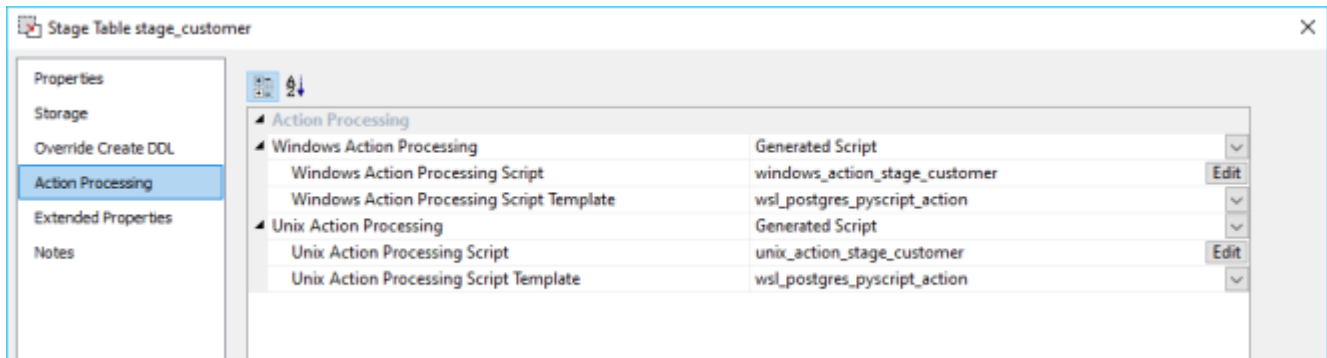 Stage Table stage_customer
Properties
Storage
Override Create DDL
Action Processing
Extended Properties
Notes
Action Processing
Windows Action Processing Generated Script
Windows Action Processing Script windows_action_stage_customer Edit
Windows Action Processing Script Template wsl_postgres_pyscript_action
Unix Action Processing Generated Script
Unix Action Processing Script unix_action_stage_customer Edit
Unix Action Processing Script Template wsl_postgres_pyscript_action